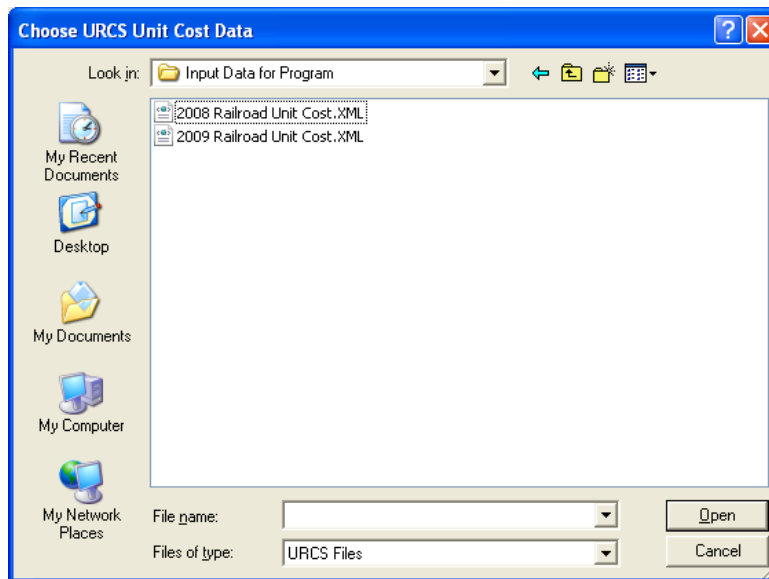 Choose URCS Unit Cost Data
Look in: Input Data for Program
2008 Railroad Unit Cost.XML
2009 Railroad Unit Cost.XML
My Recent
Documents
Desktop
My Documents
My Computer
My Network
Places
File name:
Open
Files of type: URCS Files
Cancel